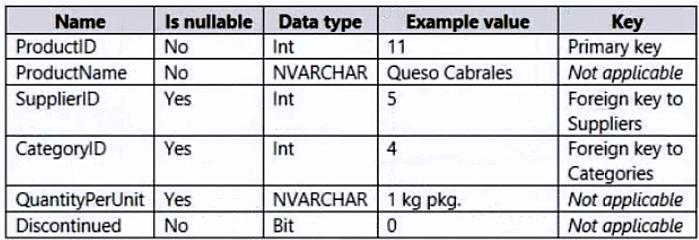 Name Is nullable Data type Example value Key
ProductID No Int 11 Primary key
ProductName No NVARCHAR Queso Cabrales Not applicable
SupplierID Yes Int 5 Foreign key to
Suppliers
CategoryID Yes Int 4 Foreign key to
Categories
QuantityPerUnit Yes NVARCHAR 1 kg pkg. Not applicable
Discontinued No Bit 0 Not applicable